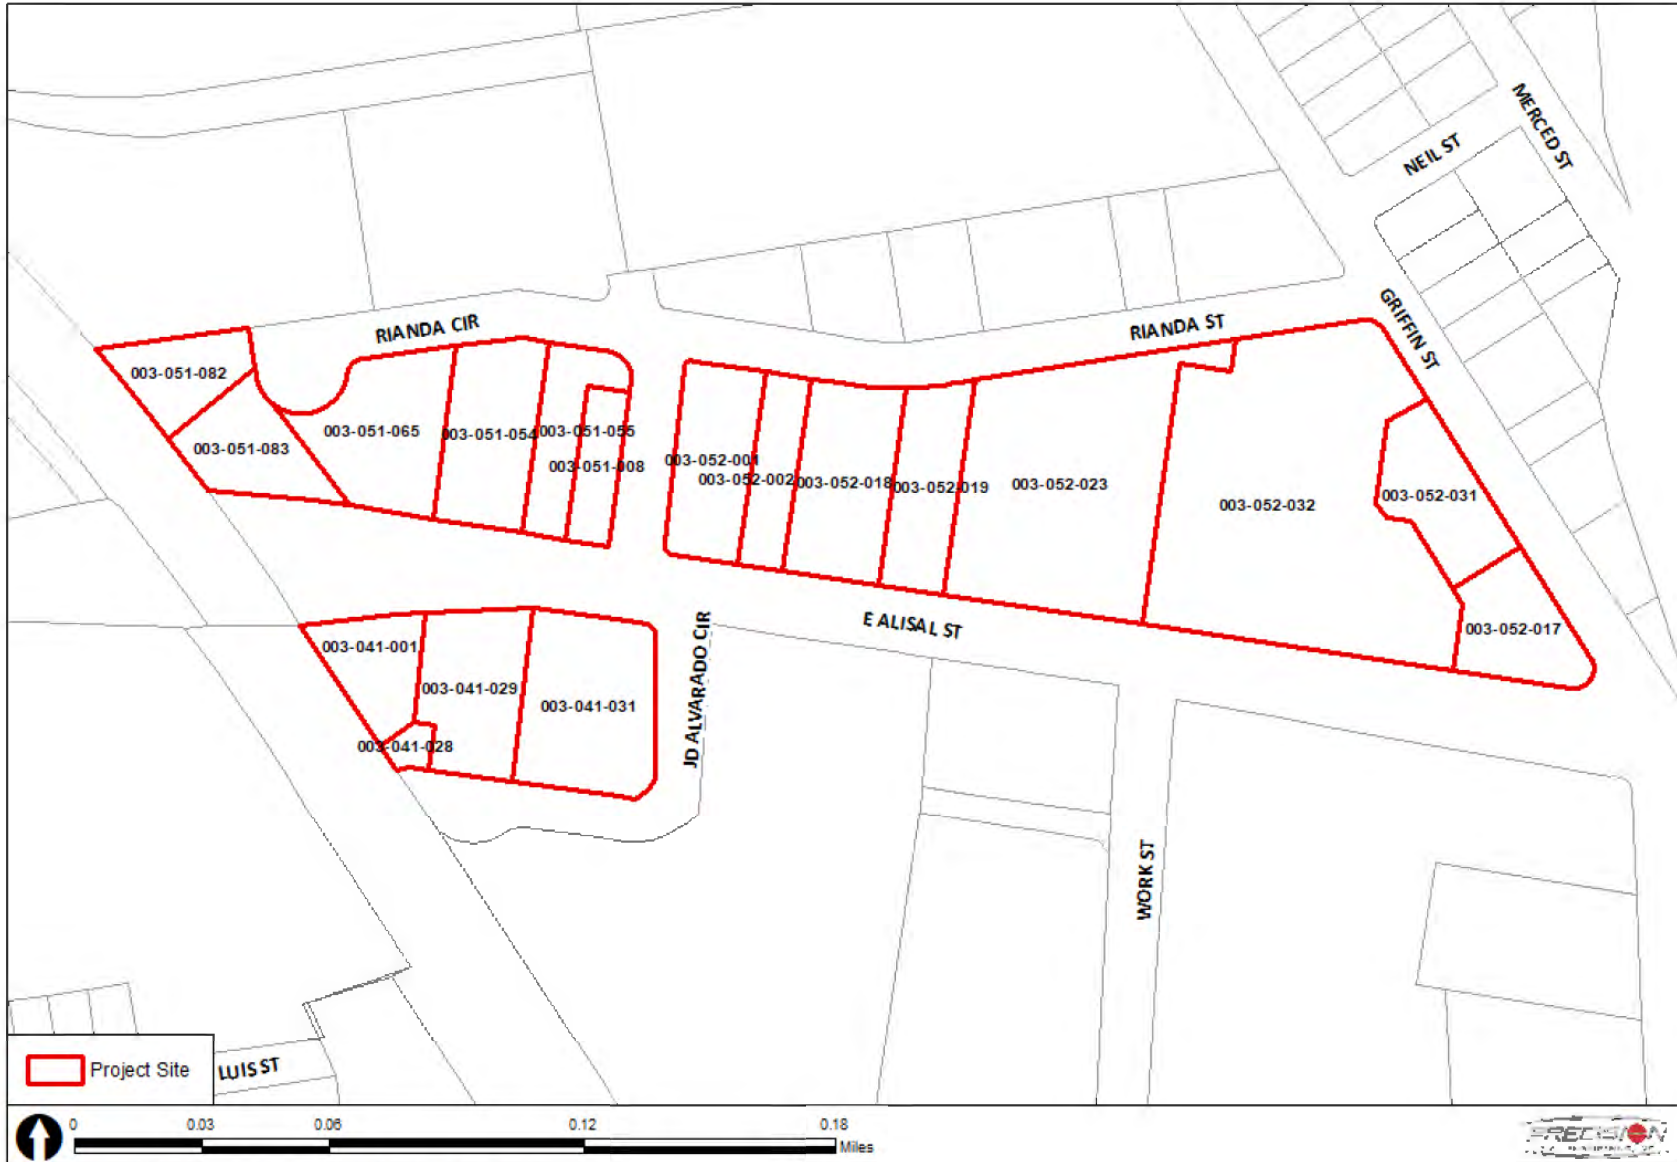 MERCED ST
NEIL ST
GRIFFIN ST
RIANDA CIR
RIANDA ST
003-051-082
003-051-083
003-051-065
003-051-054
003-051-055
003-051-008
003-052-001
003-052-002
003-052-018
003-052-019
003-052-023
003-052-032
003-052-031
003-052-017
E ALISAL ST
003-041-001
003-041-029
003-041-031
003-041-028
JD ALVARADO CIR
WORK ST
Project Site
LUIS ST
0 0.03 0.06 0.12 0.18
Miles
PRECISION